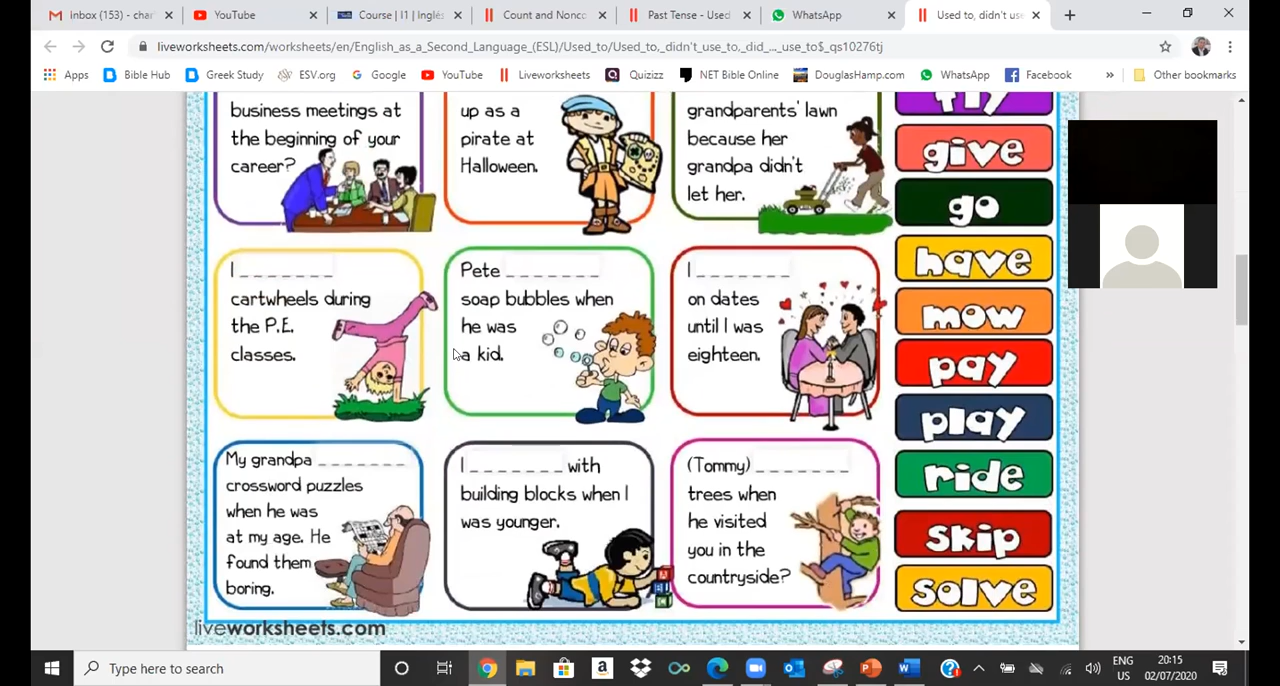 Inbox (153) - char
YouTube
Course | I1 | Inglés
Count and Nonco
Past Tense - Used
WhatsApp
Used to, didn't use
liveworksheets.com/worksheets/en/English_as_a_Second_Language_(ESL)/Used_to/Used_to,_didn't_use_to,_did_..._use_to$_qs10276tj
Apps
Bible Hub
Greek Study
ESV.org
Google
YouTube
Liveworksheets
Quizizz
NET Bible Online
DouglasHamp.com
WhatsApp
Facebook
»
Other bookmarks
business meetings at
the beginning of your
career?
up as a
pirate at
Halloween.
grandparents' lawn
because her
grandpa didn't
let her.
I _ _ _ _ _ _ _ _
cartwheels during
the P.E.
classes.
Pete _ _ _ _ _ _ _ _
soap bubbles when
he was
a kid.
I _ _ _ _ _ _ _ _
on dates
until I was
eighteen.
My grandpa _ _ _ _ _ _ _ _
crossword puzzles
when he was
at my age. He
found them
boring.
I _ _ _ _ _ _ _ _ with
building blocks when I
was younger.
(Tommy) _ _ _ _ _ _ _ _
trees when
he visited
you in the
countryside?
fly
give
go
have
mow
pay
play
ride
skip
solve
liveworksheets.com
Type here to search
ENG
US
20:15
02/07/2020